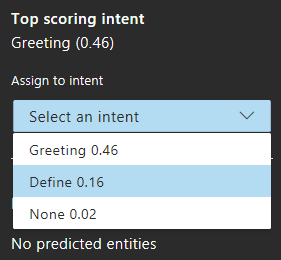 Top scoring intent
Greeting (0.46)
Assign to intent
Select an intent
Greeting 0.46
Define 0.16
None 0.02
No predicted entities